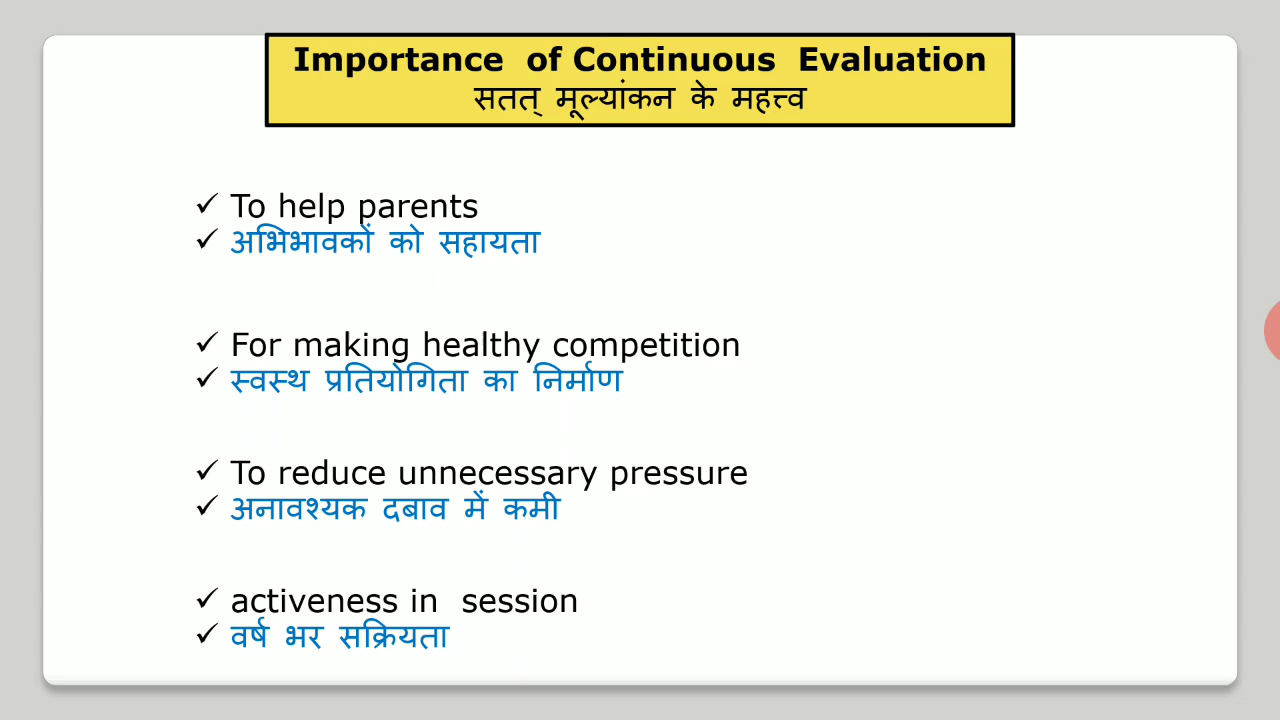 Importance of Continuous Evaluation
सतत् मूल्यांकन के महत्त्व
✓ To help parents
✓ अभिभावकों को सहायता
✓ For making healthy competition
✓ स्वस्थ प्रतियोगिता का निर्माण
✓ To reduce unnecessary pressure
✓ अनावश्यक दबाव में कमी
✓ activeness in session
✓ वर्ष भर सक्रियता